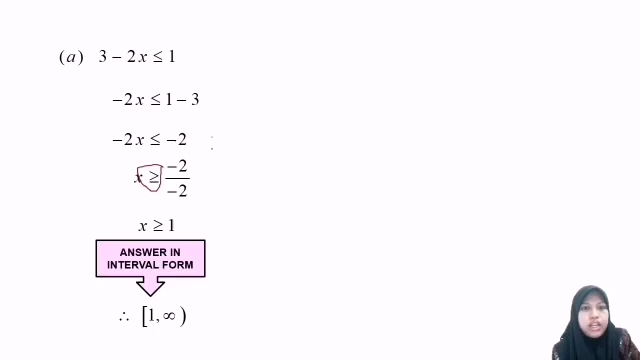 (a) 3 − 2x ≤ 1
−2x ≤ 1 − 3
−2x ≤ −2
x ≥ −2/−2
x ≥ 1
ANSWER IN
INTERVAL FORM
∴ [1, ∞)